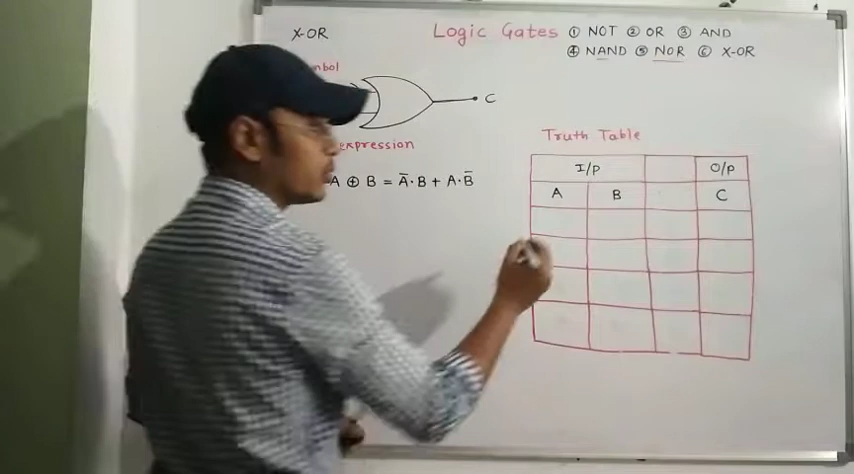 X-OR
Logic Gates ① NOT ② OR ③ AND
④ NAND ⑤ NOR ⑥ X-OR
C
expression
A ⊕ B = A̅·B + A·B̅
Truth Table
I/p O/p
A B C